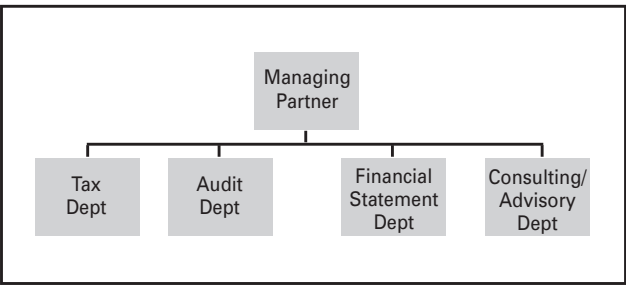 Managing
Partner
Tax
Dept
Audit
Dept
Financial
Statement
Dept
Consulting/
Advisory
Dept